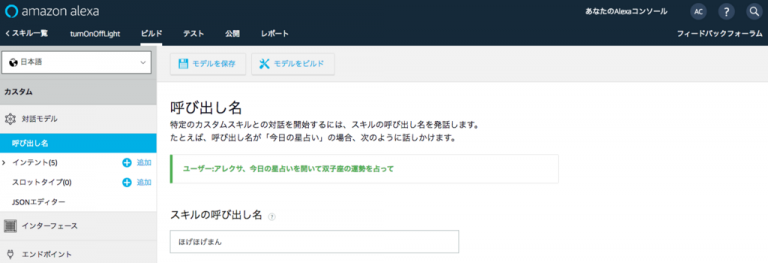 amazon alexa
あなたのAlexaコンソール
AC
?
< スキル一覧
turnOnOffLight
ビルド
テスト
公開
レポート
フィードバックフォーラム
日本語
モデルを保存
モデルをビルド
カスタム
対話モデル
呼び出し名
インテント(5)
追加
スロットタイプ(0)
追加
JSONエディター
インターフェース
エンドポイント
呼び出し名
特定のカスタムスキルとの対話を開始するには、スキルの呼び出し名を発話します。
たとえば、呼び出し名が「今日の星占い」の場合、次のように話しかけます。
ユーザー:アレクサ、今日の星占いを開いて双子座の運勢を占って
スキルの呼び出し名
?
ほげほげまん